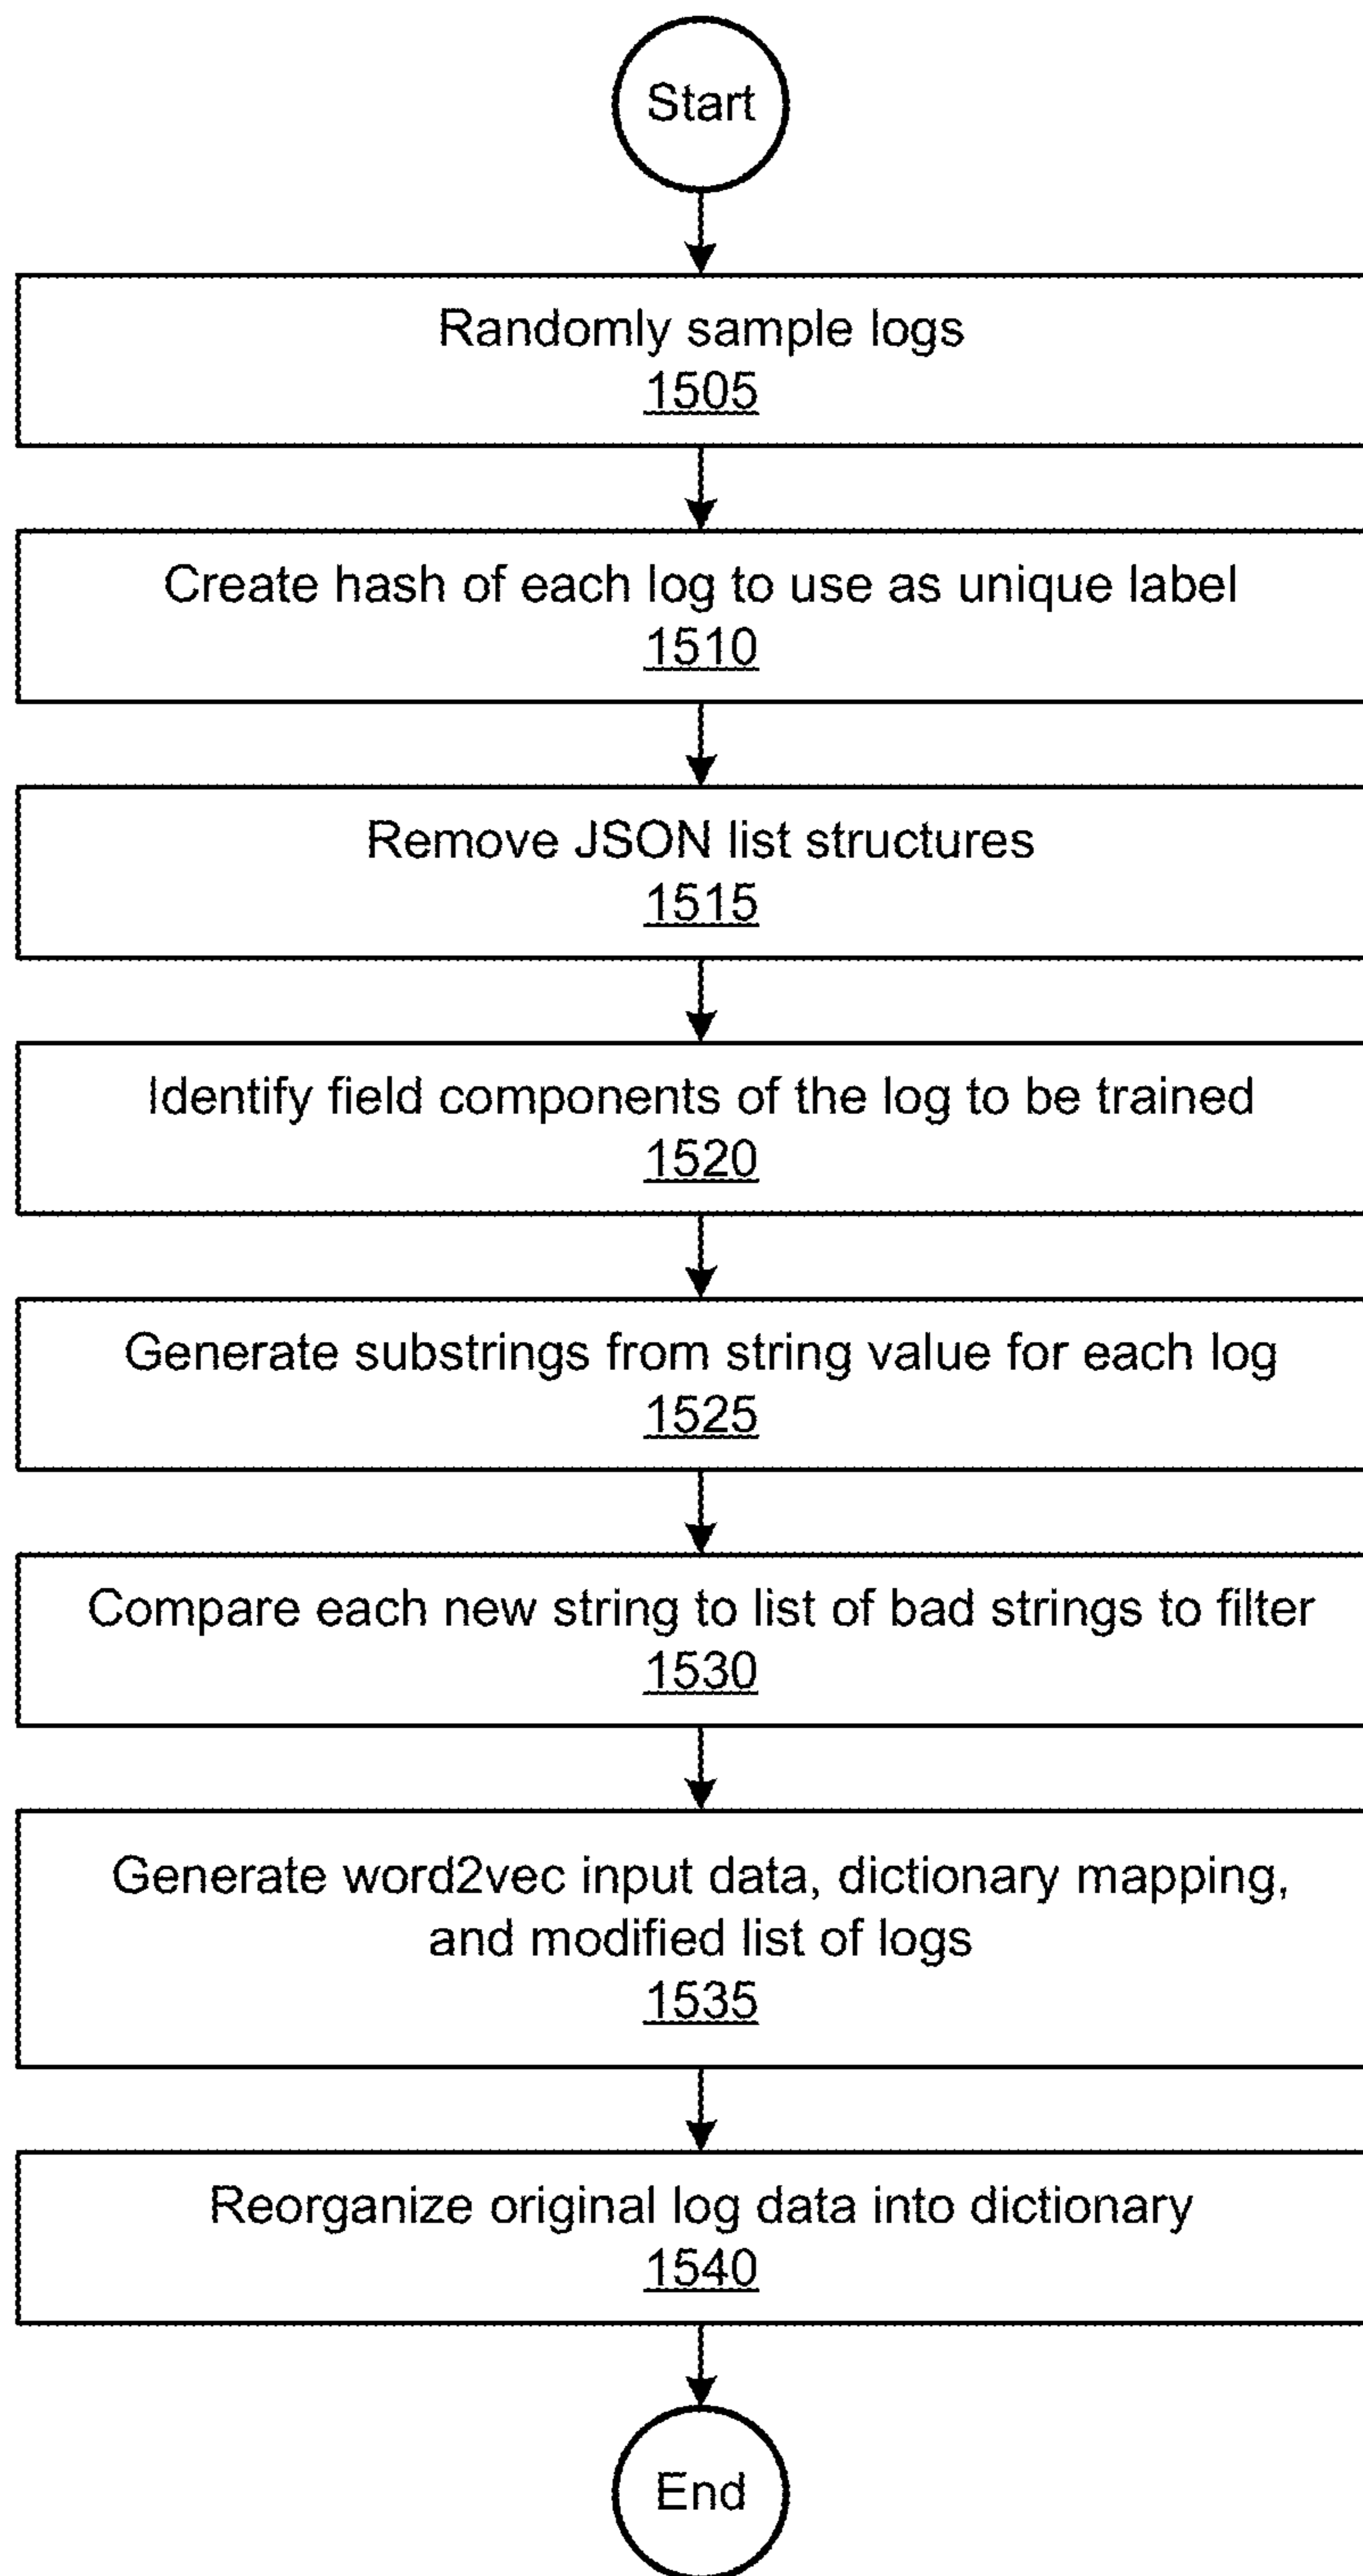 Start
Randomly sample logs
1505
Create hash of each log to use as unique label
1510
Remove JSON list structures
1515
Identify field components of the log to be trained
1520
Generate substrings from string value for each log
1525
Compare each new string to list of bad strings to filter
1530
Generate word2vec input data, dictionary mapping,
and modified list of logs
1535
Reorganize original log data into dictionary
1540
End